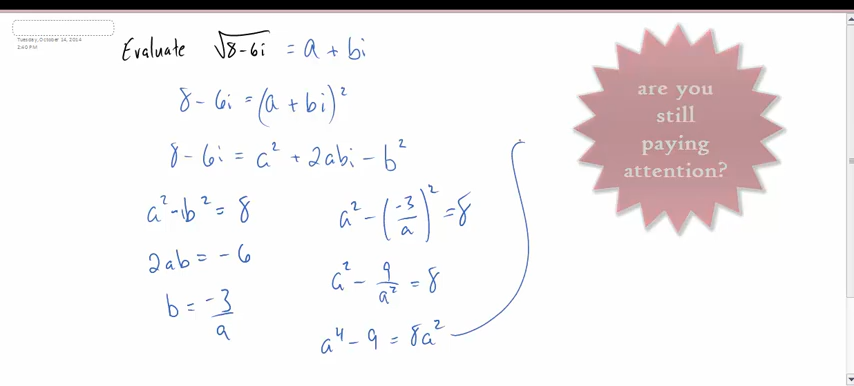 Tuesday, October 14, 2014
2:40 PM
Evaluate √(8-6i) = a + bi
8 - 6i = (a + bi)²
8 - 6i = a² + 2abi - b²
a² - b² = 8
2ab = -6
b = -3/a
a² - (-3/a)² = 8
a² - 9/a² = 8
a⁴ - 9 = 8a²
are you
still
paying
attention?